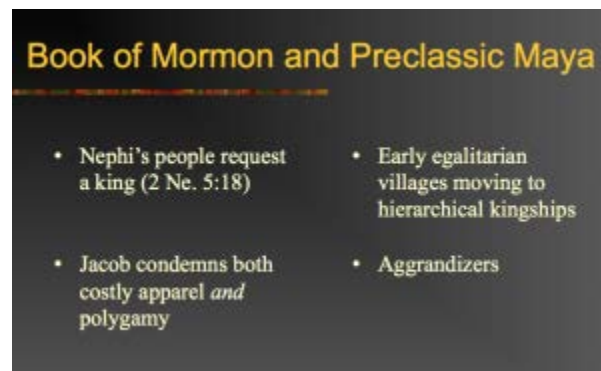 Book of Mormon and Preclassic Maya
• Nephi's people request
a king (2 Ne. 5:18)
• Jacob condemns both
costly apparel and
polygamy
• Early egalitarian
villages moving to
hierarchical kingships
• Aggrandizers